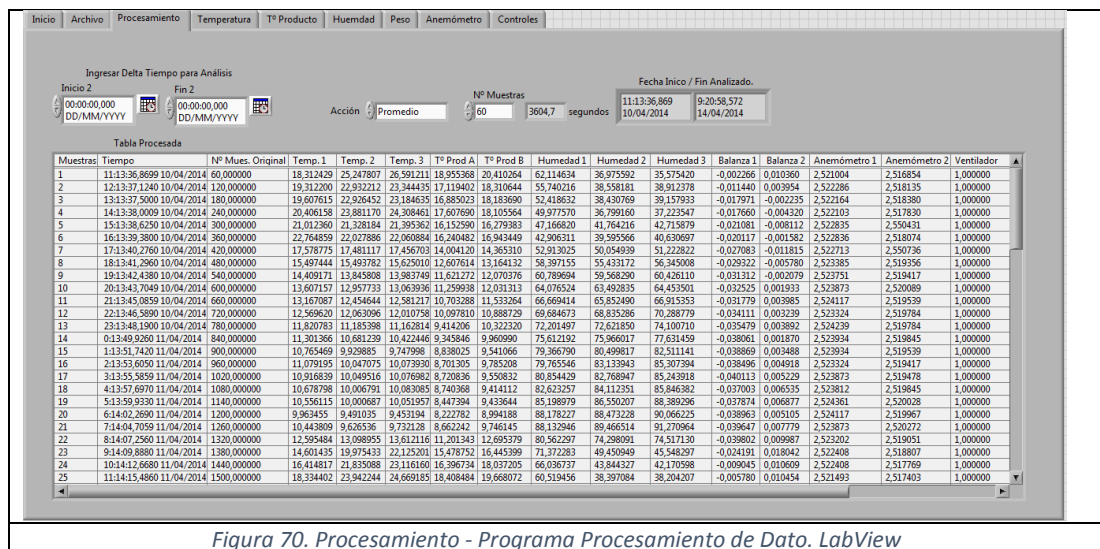 Inicio Archivo Procesamiento Temperatura Tº Producto Huemdad Peso Anemómetro Controles
Ingresar Delta Tiempo para Análisis
Inicio 2 Fin 2
00:00:00,000 00:00:00,000
DD/MM/YYYY DD/MM/YYYY
Acción Promedio
Nº Muestras
60 3604,7 segundos
Fecha Inico / Fin Analizado.
11:13:36,869 9:20:58,572
10/04/2014 14/04/2014
Tabla Procesada
Muestras Tiempo Nº Mues. Original Temp. 1 Temp. 2 Temp. 3 Tº Prod A Tº Prod B Humedad 1 Humedad 2 Humedad 3 Balanza 1 Balanza 2 Anemómetro 1 Anemómetro 2 Ventilador
1 11:13:36,8699 10/04/2014 60,000000 18,312429 25,247807 26,591211 18,955368 20,410264 62,114634 36,975592 35,575420 -0,002266 0,010360 2,521004 2,516854 1,000000
2 12:13:37,1240 10/04/2014 120,000000 19,312200 22,932212 23,344435 17,119402 18,310644 55,740216 38,558181 38,912378 -0,011440 0,003954 2,522286 2,518135 1,000000
3 13:13:37,5000 10/04/2014 180,000000 19,607615 22,926452 23,184635 16,885023 18,183690 52,418632 38,430769 39,157933 -0,017971 -0,002235 2,522164 2,518380 1,000000
4 14:13:38,0009 10/04/2014 240,000000 20,406158 23,881170 24,308461 17,607690 18,105564 49,977570 36,799160 37,223547 -0,017660 -0,004320 2,522103 2,517830 1,000000
5 15:13:38,6250 10/04/2014 300,000000 21,012360 21,328184 21,395362 16,152590 16,279383 47,166820 41,764216 42,715879 -0,021081 -0,008112 2,522835 2,550431 1,000000
6 16:13:39,3800 10/04/2014 360,000000 22,764859 22,027886 22,060884 16,240482 16,943449 42,906311 39,595566 40,630697 -0,020117 -0,001582 2,522836 2,518074 1,000000
7 17:13:40,2760 10/04/2014 420,000000 17,578775 17,481117 17,456703 14,004120 14,365310 52,913025 50,054939 51,222822 -0,027083 -0,011815 2,522713 2,550736 1,000000
8 18:13:41,2960 10/04/2014 480,000000 15,497444 15,493782 15,625010 12,607614 13,164132 58,397155 55,433172 56,345008 -0,029322 -0,005780 2,523385 2,519356 1,000000
9 19:13:42,4380 10/04/2014 540,000000 14,409171 13,845808 13,983749 11,621272 12,070376 60,789694 59,568290 60,426110 -0,031312 -0,002079 2,523751 2,519417 1,000000
10 20:13:43,7049 10/04/2014 600,000000 13,607157 12,957733 13,063936 11,259938 12,031313 64,076524 63,492835 64,453501 -0,032525 0,001933 2,523873 2,520089 1,000000
11 21:13:45,0859 10/04/2014 660,000000 13,167087 12,454644 12,581217 10,703288 11,533264 66,669414 65,852490 66,915353 -0,031779 0,003985 2,524117 2,519539 1,000000
12 22:13:46,5890 10/04/2014 720,000000 12,569620 12,063096 12,010758 10,097810 10,888729 69,684673 68,835286 70,288779 -0,034111 0,003239 2,523324 2,519784 1,000000
13 23:13:48,1900 10/04/2014 780,000000 11,820783 11,185398 11,162814 9,414206 10,322320 72,201497 72,621850 74,100710 -0,035479 0,003892 2,524239 2,519784 1,000000
14 0:13:49,9260 11/04/2014 840,000000 11,301366 10,681239 10,422446 9,345846 9,960990 75,612192 75,966017 77,631459 -0,038061 0,001870 2,523934 2,519845 1,000000
15 1:13:51,7420 11/04/2014 900,000000 10,765469 9,929885 9,747998 8,838025 9,541066 79,366790 80,499817 82,511141 -0,038869 0,003488 2,523934 2,519539 1,000000
16 2:13:53,6050 11/04/2014 960,000000 11,079195 10,047075 10,073930 8,701305 9,785208 79,765546 83,133943 85,307394 -0,038496 0,004918 2,523324 2,519417 1,000000
17 3:13:55,5859 11/04/2014 1020,000000 10,916839 10,049516 10,076982 8,720836 9,550832 80,854429 82,768947 85,243918 -0,040113 0,005229 2,523873 2,519417 1,000000
18 4:13:57,6970 11/04/2014 1080,000000 10,678798 10,006791 10,083085 8,740368 9,414112 82,623257 84,112351 85,846382 -0,037003 0,006535 2,523812 2,519845 1,000000
19 5:13:59,9330 11/04/2014 1140,000000 10,556115 10,000687 10,051957 8,447394 9,433644 85,198979 86,550207 88,389296 -0,037874 0,006877 2,524361 2,520028 1,000000
20 6:14:02,2690 11/04/2014 1200,000000 9,963455 9,491035 9,453194 8,222782 8,994188 88,178227 88,473228 90,066225 -0,038963 0,005105 2,524117 2,519967 1,000000
21 7:14:04,7059 11/04/2014 1260,000000 10,443809 9,626536 9,732128 8,662242 9,746145 88,132946 89,466514 91,270964 -0,039647 0,007779 2,523873 2,520272 1,000000
22 8:14:07,2560 11/04/2014 1320,000000 12,595484 13,098955 13,612116 11,201343 12,695379 80,562297 74,298091 74,517130 -0,039802 0,009987 2,523202 2,519051 1,000000
23 9:14:09,8880 11/04/2014 1380,000000 14,601435 19,975433 22,125201 15,478752 16,445399 71,372283 49,450949 45,548297 -0,024191 0,018042 2,522408 2,518807 1,000000
24 10:14:12,6680 11/04/2014 1440,000000 16,414817 21,835088 23,116160 16,396734 18,037205 66,036737 43,844327 42,170598 -0,009045 0,010609 2,522408 2,517769 1,000000
25 11:14:15,4860 11/04/2014 1500,000000 18,334402 23,942244 24,669185 18,408484 19,668072 60,519456 38,397084 38,204207 -0,005780 0,010454 2,521493 2,517403 1,000000
Figura 70. Procesamiento - Programa Procesamiento de Dato. LabView